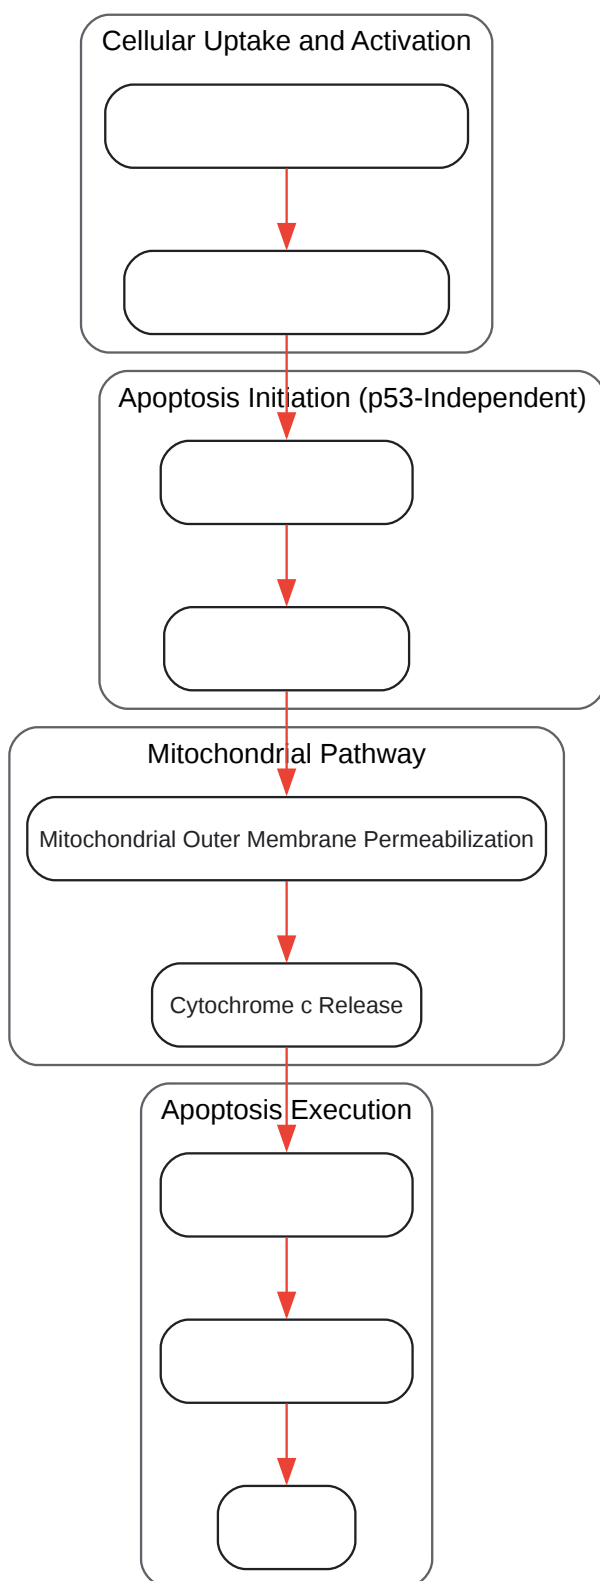 Cellular Uptake and Activation
Apoptosis Initiation (p53-Independent)
Mitochondrial Pathway
Mitochondrial Outer Membrane Permeabilization
Cytochrome c Release
Apoptosis Execution